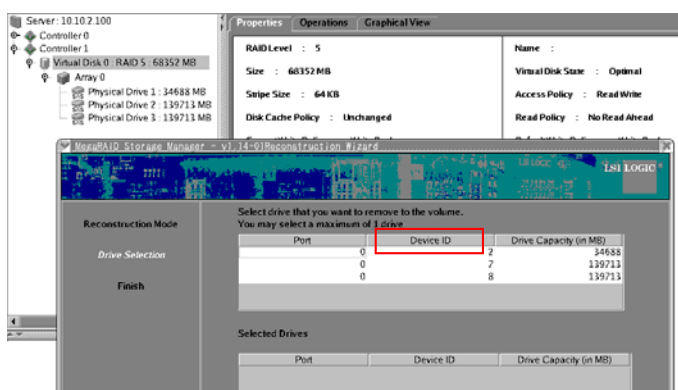 Server : 10.10.2.100
Controller 0
Controller 1
Virtual Disk 0 : RAID 5 : 68352 MB
Array 0
Physical Drive 1 : 34688 MB
Physical Drive 2 : 139713 MB
Physical Drive 3 : 139713 MB
Properties Operations Graphical View
RAID Level : 5 Name :
Size : 68352 MB Virtual Disk State : Optimal
Stripe Size : 64 KB Access Policy : Read Write
Disk Cache Policy : Unchanged Read Policy : No Read Ahead
MegaRAID Storage Manager - v1.14-01Reconstruction Wizard
LSI LOGIC
Reconstruction Mode
Drive Selection
Finish
Select drive that you want to remove to the volume.
You may select a maximum of 1 drive
Port Device ID Drive Capacity (in MB)
0 2 34688
0 7 139713
0 8 139713
Selected Drives
Port Device ID Drive Capacity (in MB)